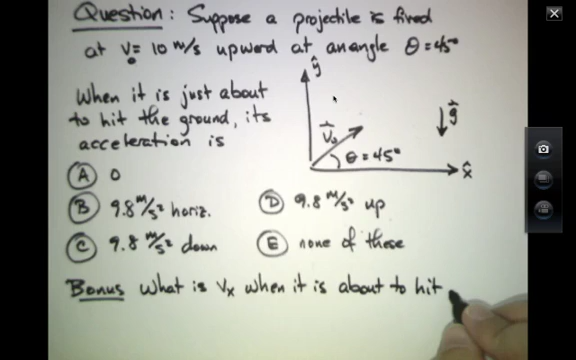 Question: Suppose a projectile is fired
at v₀ = 10 m/s upward at an angle θ = 45°
When it is just about
to hit the ground, its
acceleration is
ŷ
v⃗₀
θ = 45°
x̂
g⃗
A 0
B 9.8 m/s² horiz.
C 9.8 m/s² down
D 9.8 m/s² up
E none of these
Bonus What is vₓ when it is about to hit